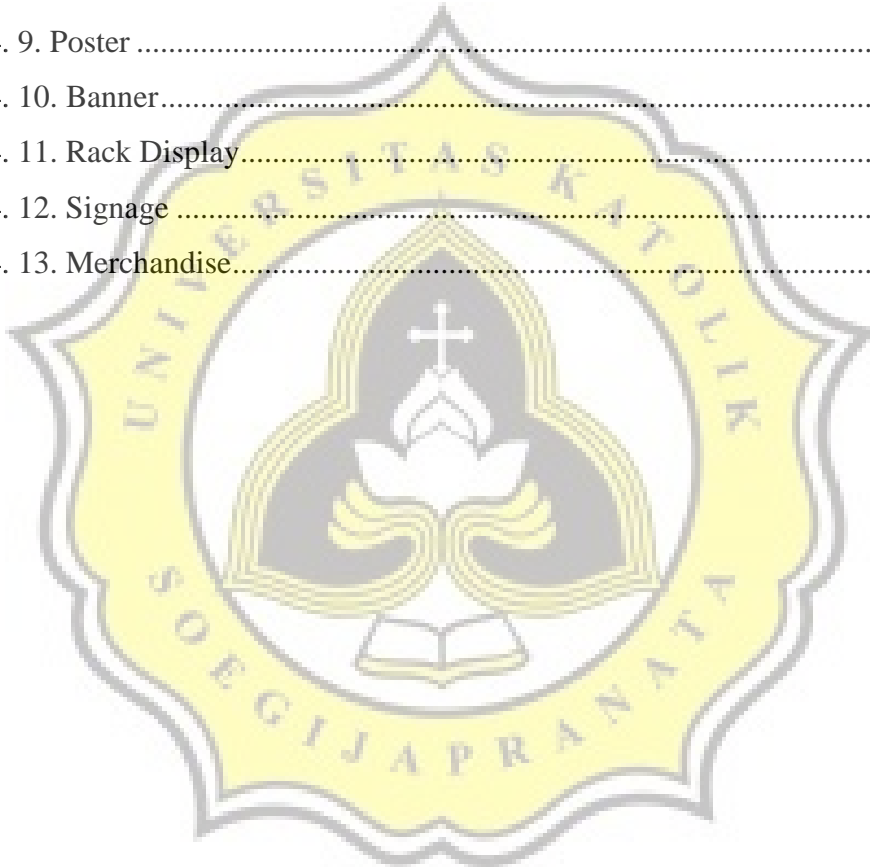 . 9. Poster ........................................................................................
. 10. Banner.....................................................................................
. 11. Rack Display...........................................................................
. 12. Signage ...................................................................................
. 13. Merchandise............................................................................
UNIVERSITAS KATOLIK
SOEGIJAPRANATA